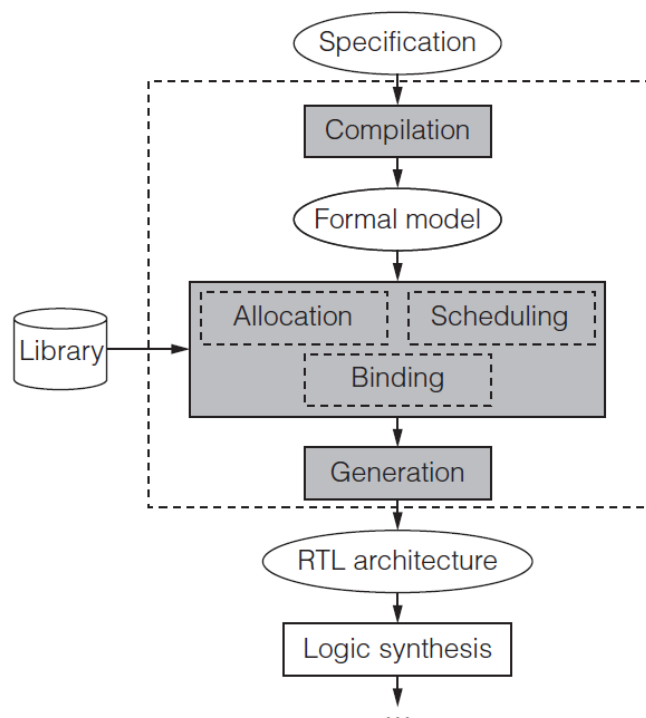 Specification
Compilation
Formal model
Allocation
Scheduling
Library
Binding
Generation
RTL architecture
Logic synthesis
...